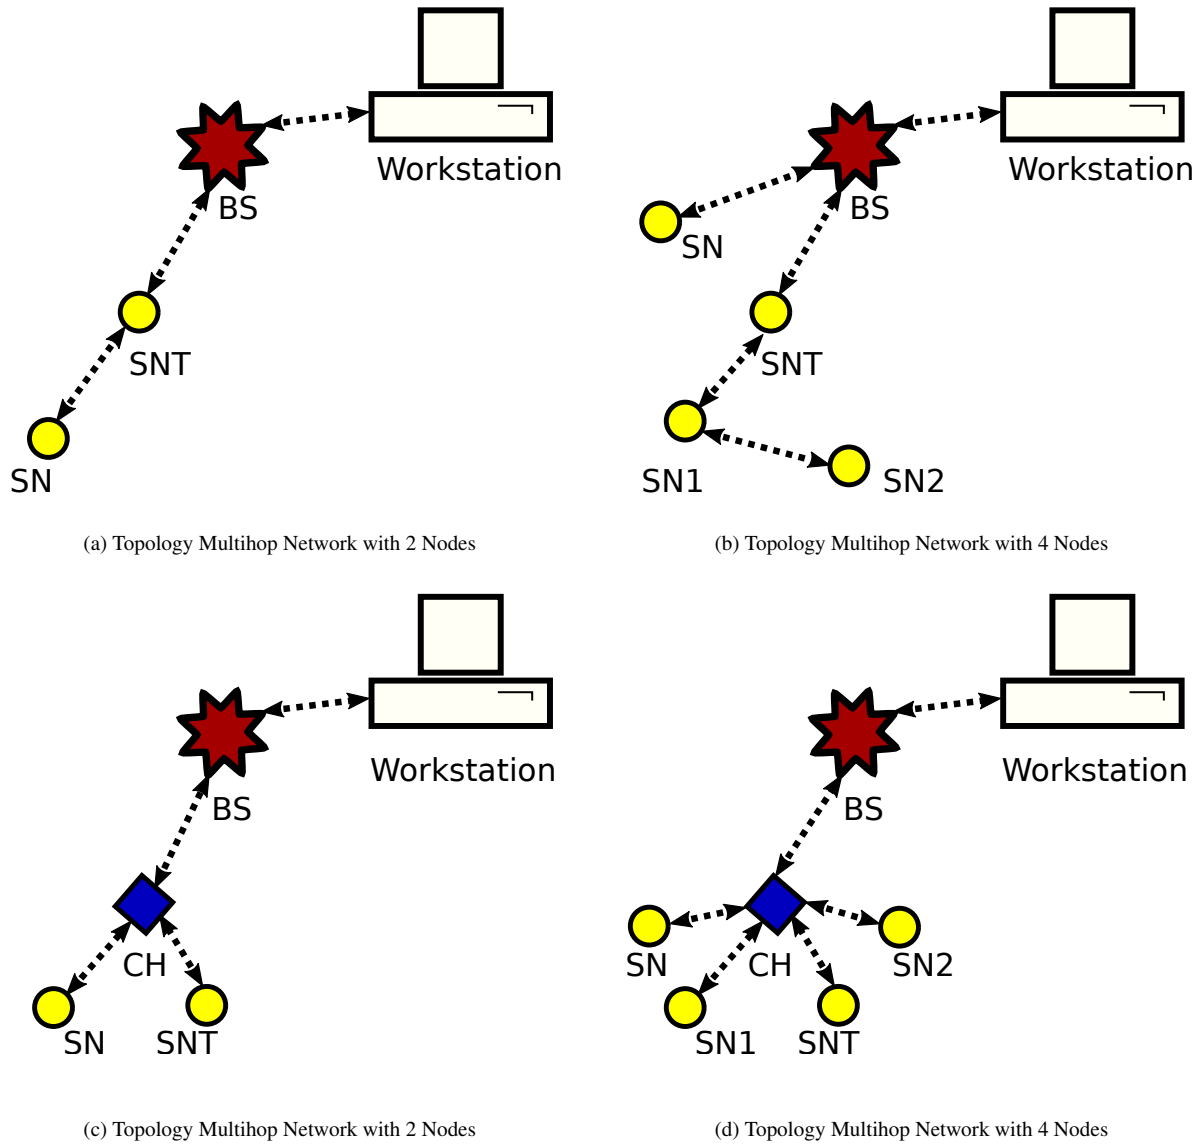 Workstation
BS
SNT
SN
(a) Topology Multihop Network with 2 Nodes
Workstation
BS
SN
SNT
SN1
SN2
(b) Topology Multihop Network with 4 Nodes
Workstation
BS
CH
SN
SNT
(c) Topology Multihop Network with 2 Nodes
Workstation
BS
SN
CH
SN2
SN1
SNT
(d) Topology Multihop Network with 4 Nodes